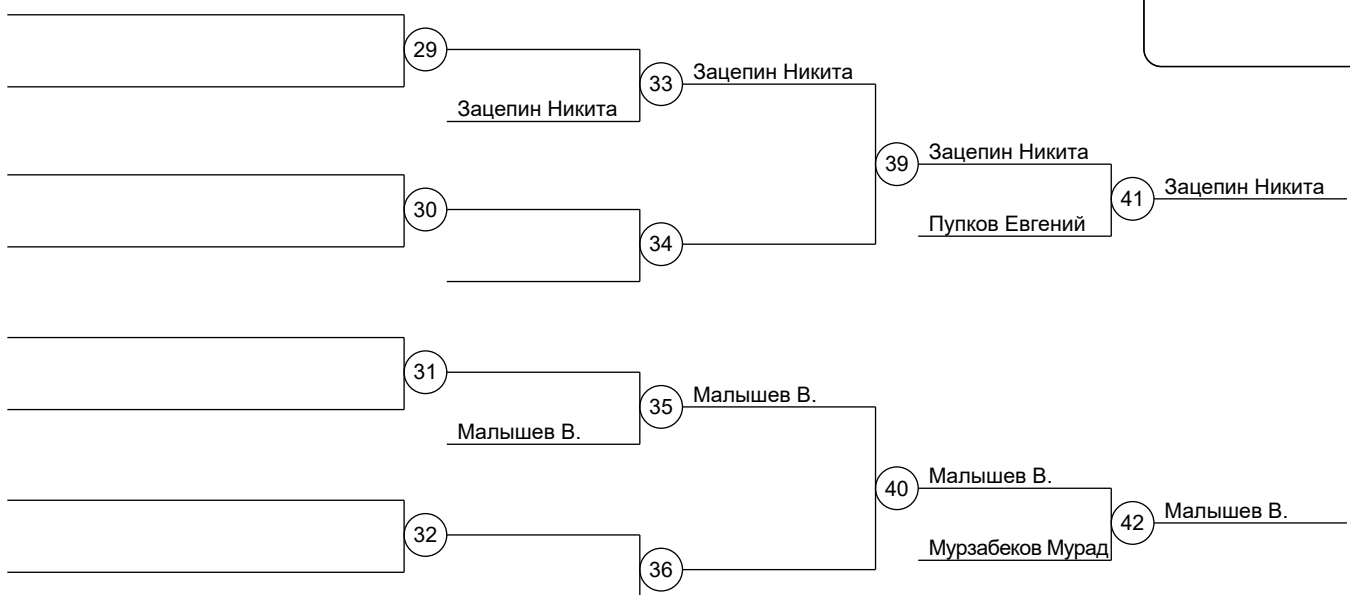 29
33 Зацепин Никита
Зацепин Никита
39 Зацепин Никита
41 Зацепин Никита
30
Пупков Евгений
34
31
35 Малышев В.
Малышев В.
40 Малышев В.
42 Малышев В.
32
Мурзабеков Мурад
36